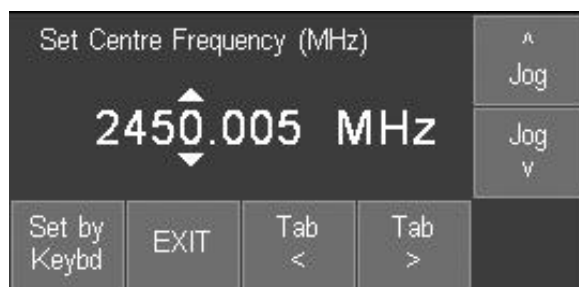 Set Centre Frequency (MHz)
2450.005 MHz
^
Jog
Jog
v
Set by
Keybd
EXIT
Tab
<
Tab
>